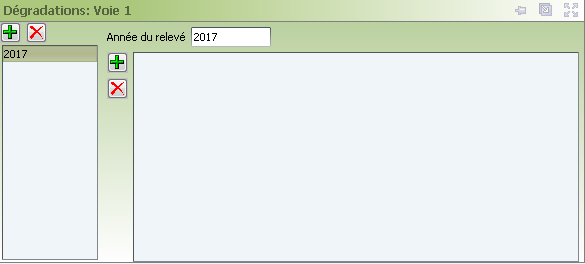 Dégradations: Voie 1
Année du relevé 2017
2017